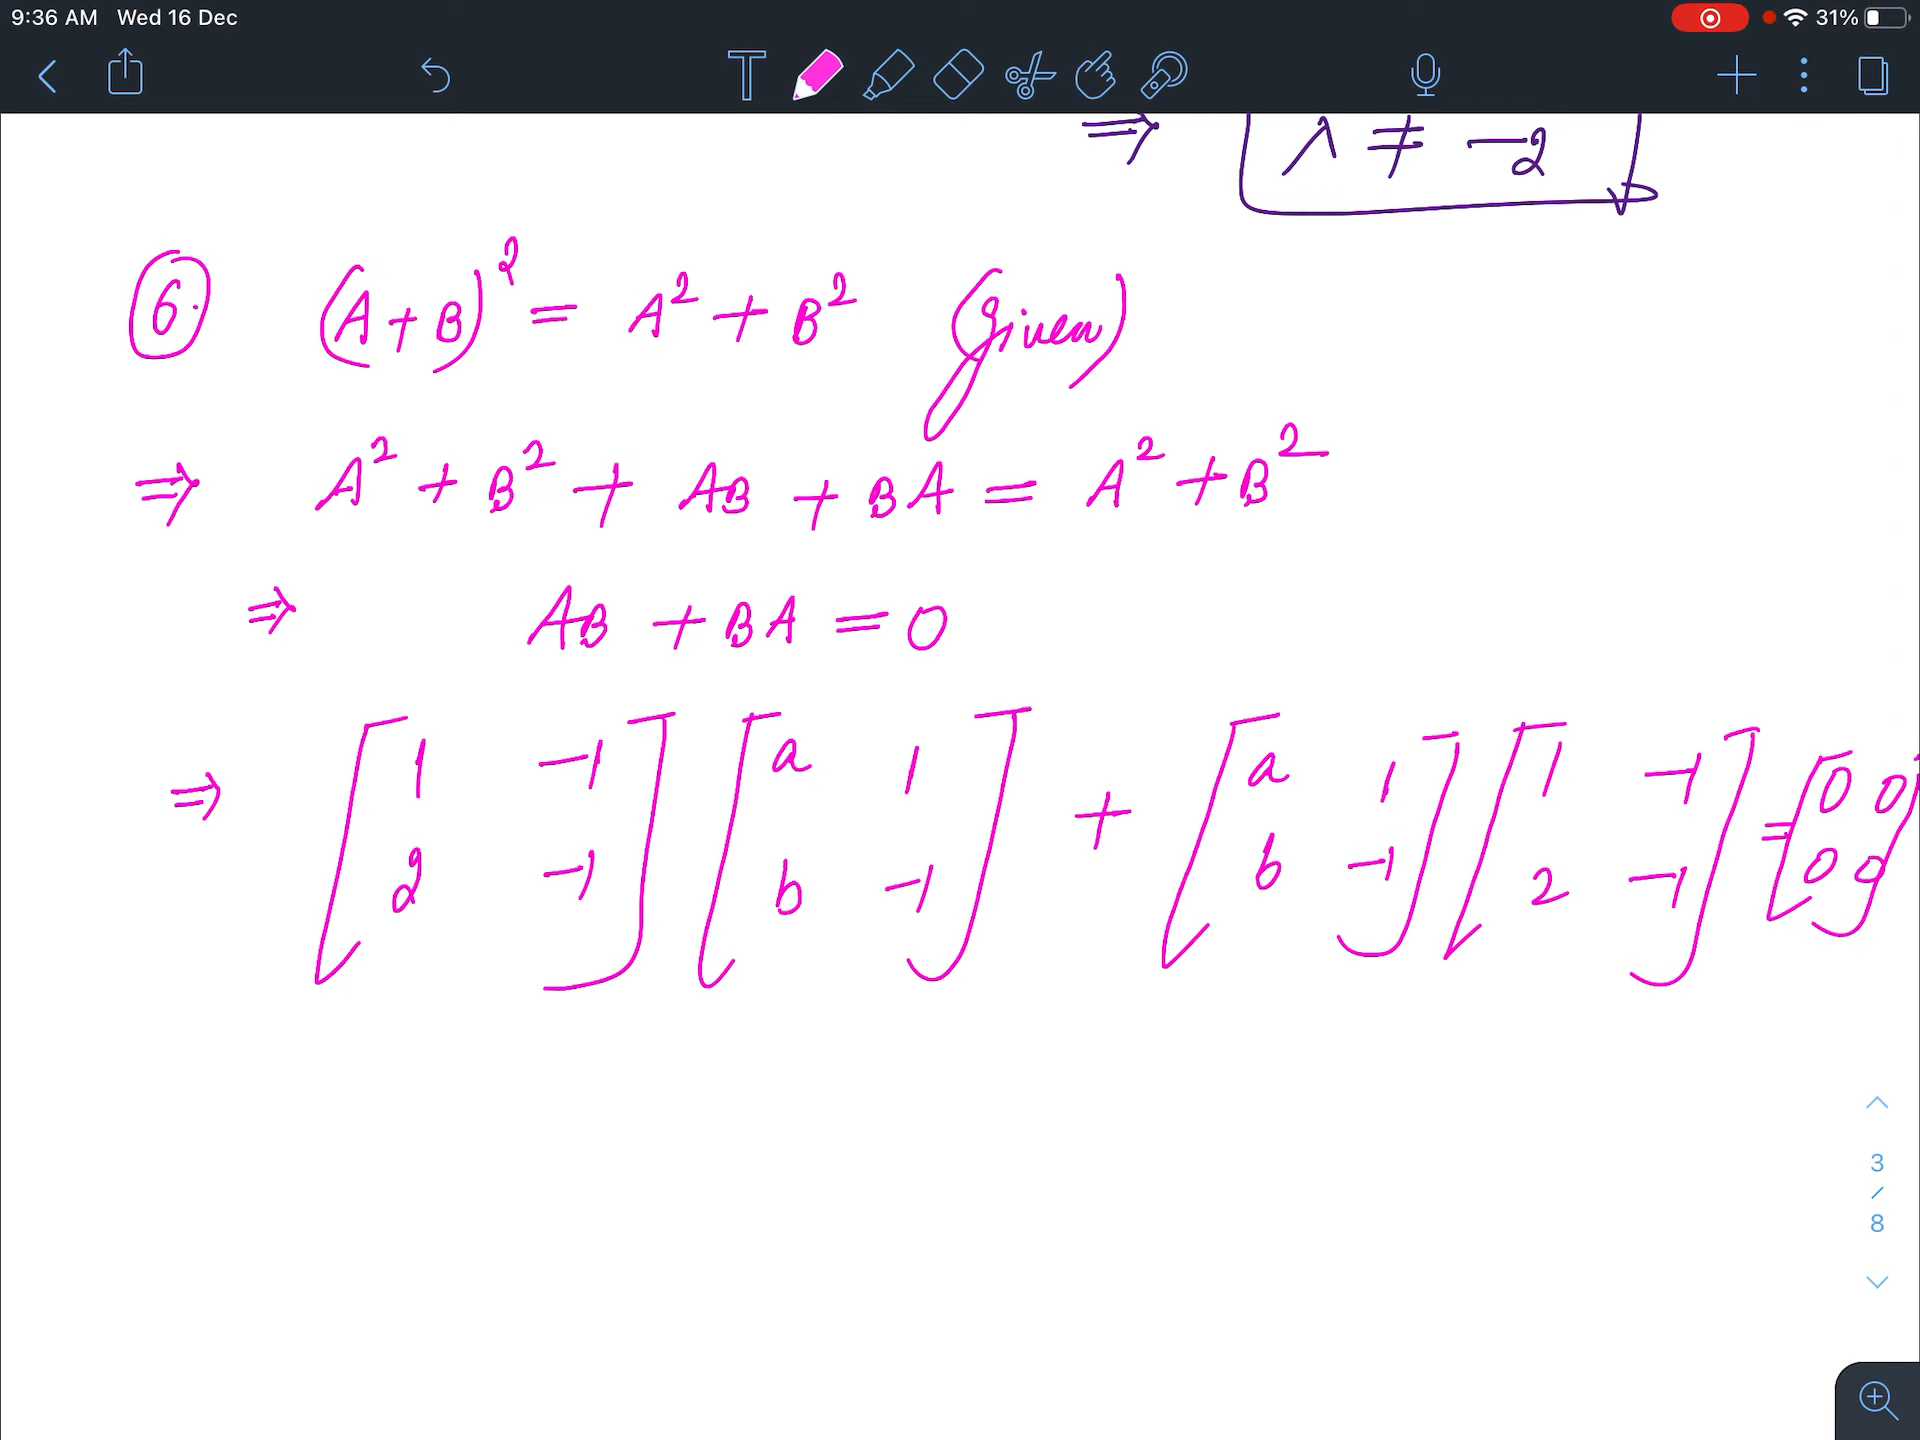 9:36 AM Wed 16 Dec 31%
T
⇒ λ ≠ -2
6. (A+B)² = A² + B² (Given)
⇒ A² + B² + AB + BA = A² + B²
⇒ AB + BA = 0
⇒ [1 -1; 2 -1] [a 1; b -1] + [a 1; b -1] [1 -1; 2 -1] = [0 0; 0 0]
3
/
8